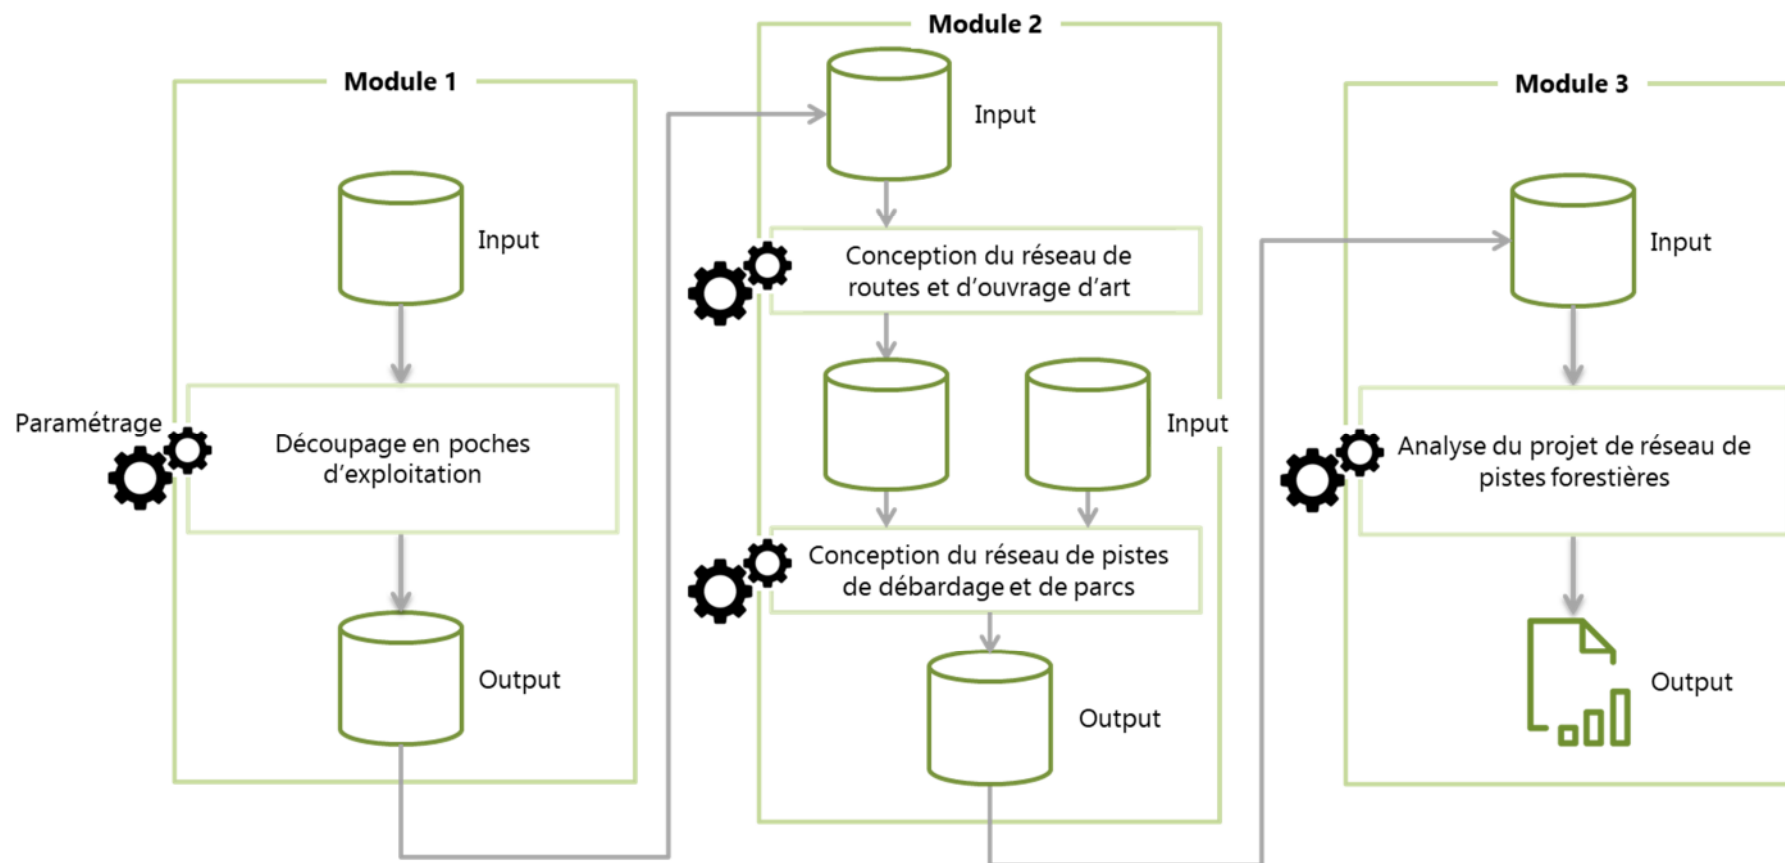 Module 1
Input
Paramétrage
Découpage en poches
d'exploitation
Output
Module 2
Input
Conception du réseau de
routes et d'ouvrage d'art
Input
Conception du réseau de pistes
de débardage et de parcs
Output
Module 3
Input
Analyse du projet de réseau de
pistes forestières
Output